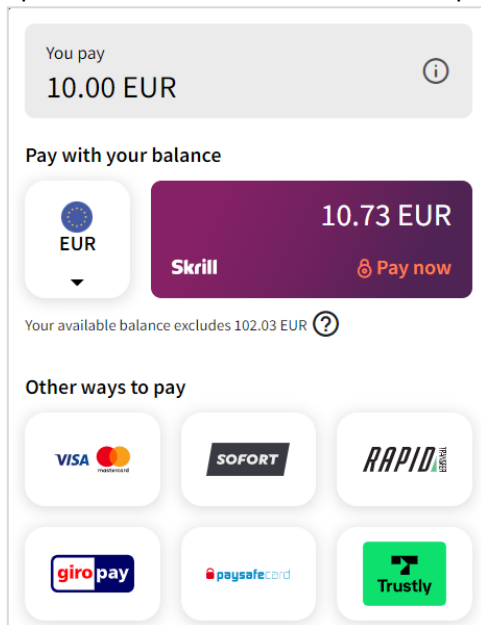 You pay
10.00 EUR
Pay with your balance
EUR
10.73 EUR
Skrill
Pay now
Your available balance excludes 102.03 EUR ?
Other ways to pay
VISA mastercard
SOFORT
RAPID TRANSFER
giropay
paysafecard
Trustly